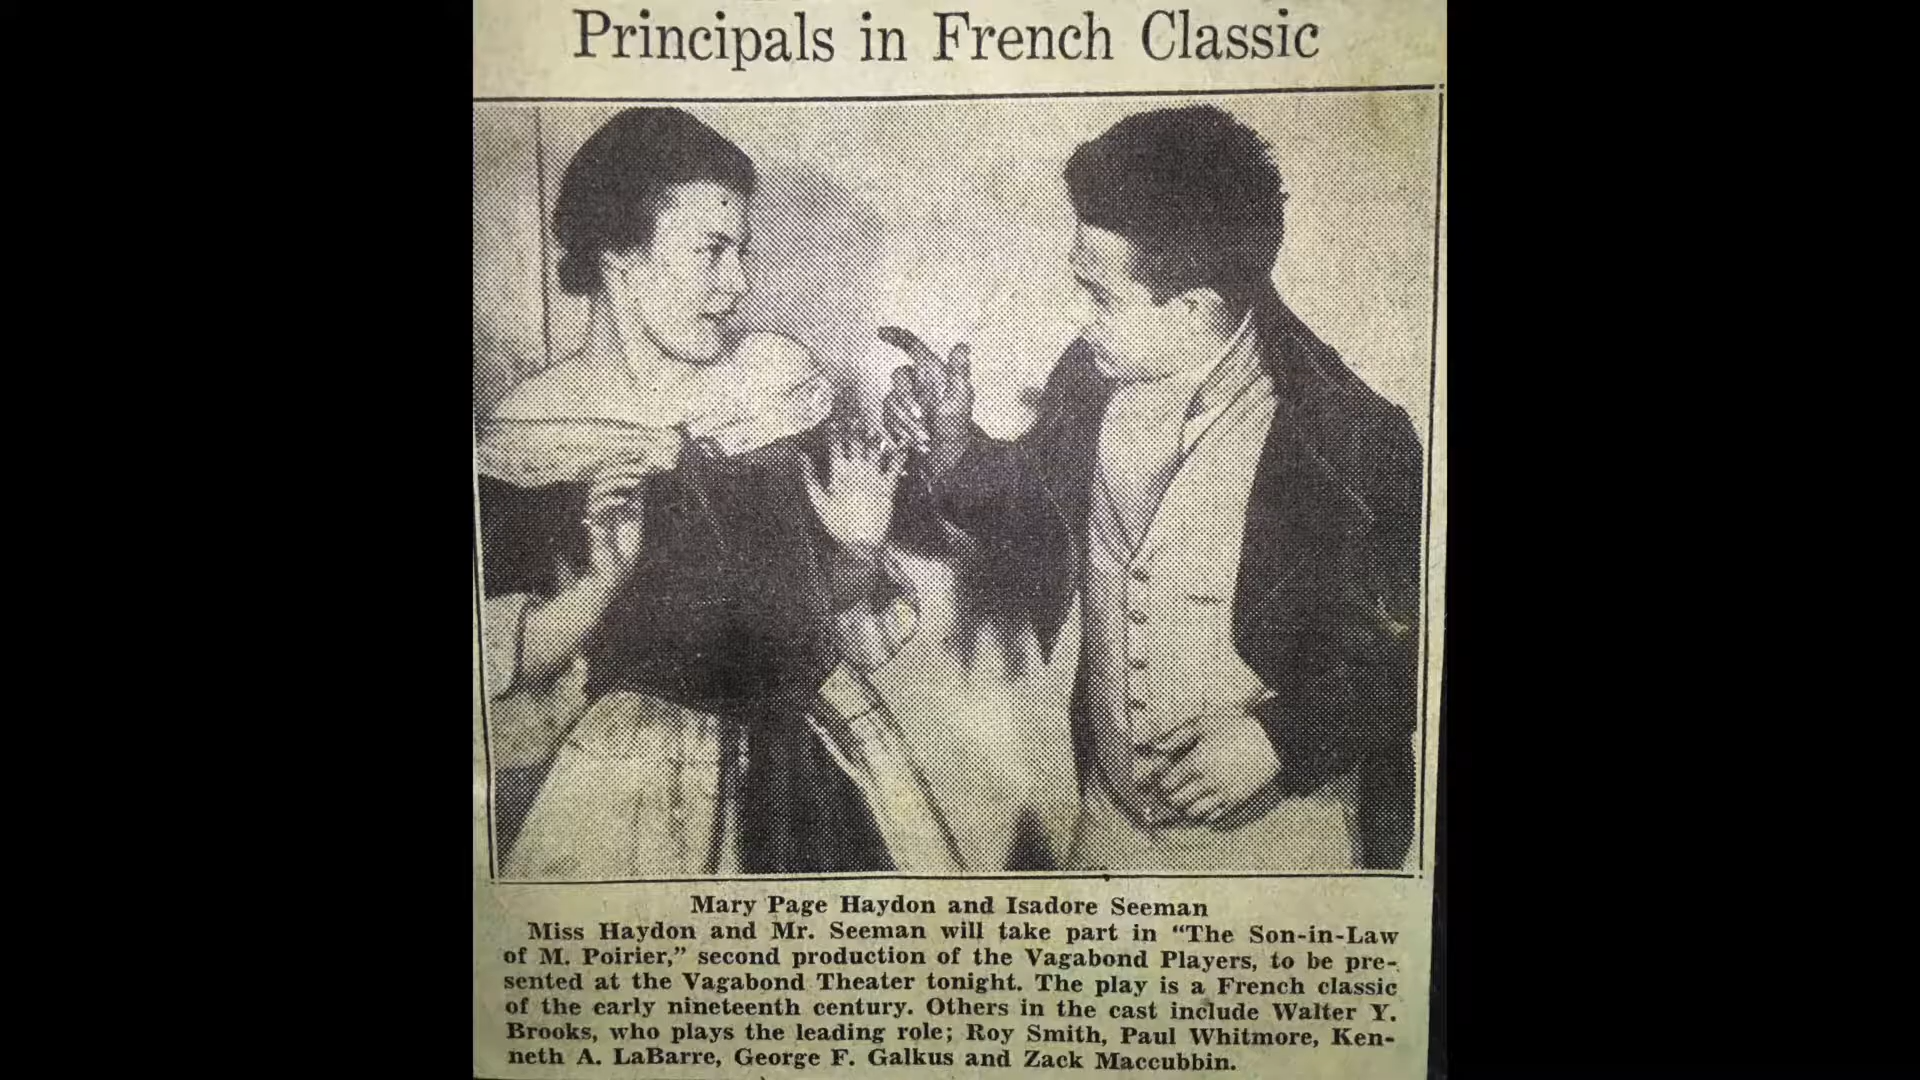 Principals in French Classic
Mary Page Haydon and Isadore Seeman
Miss Haydon and Mr. Seeman will take part in “The Son-in-Law
of M. Poirier,” second production of the Vagabond Players, to be pre-
sented at the Vagabond Theater tonight. The play is a French classic
of the early nineteenth century. Others in the cast include Walter Y.
Brooks, who plays the leading role; Roy Smith, Paul Whitmore, Ken-
neth A. LaBarre, George F. Galkus and Zack Maccubbin.